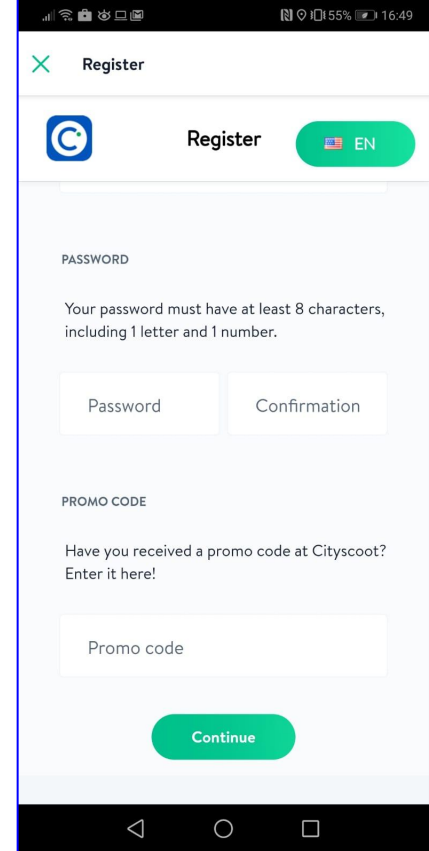 55% 16:49
Register
Register EN
PASSWORD
Your password must have at least 8 characters,
including 1 letter and 1 number.
Password Confirmation
PROMO CODE
Have you received a promo code at Cityscoot?
Enter it here!
Promo code
Continue